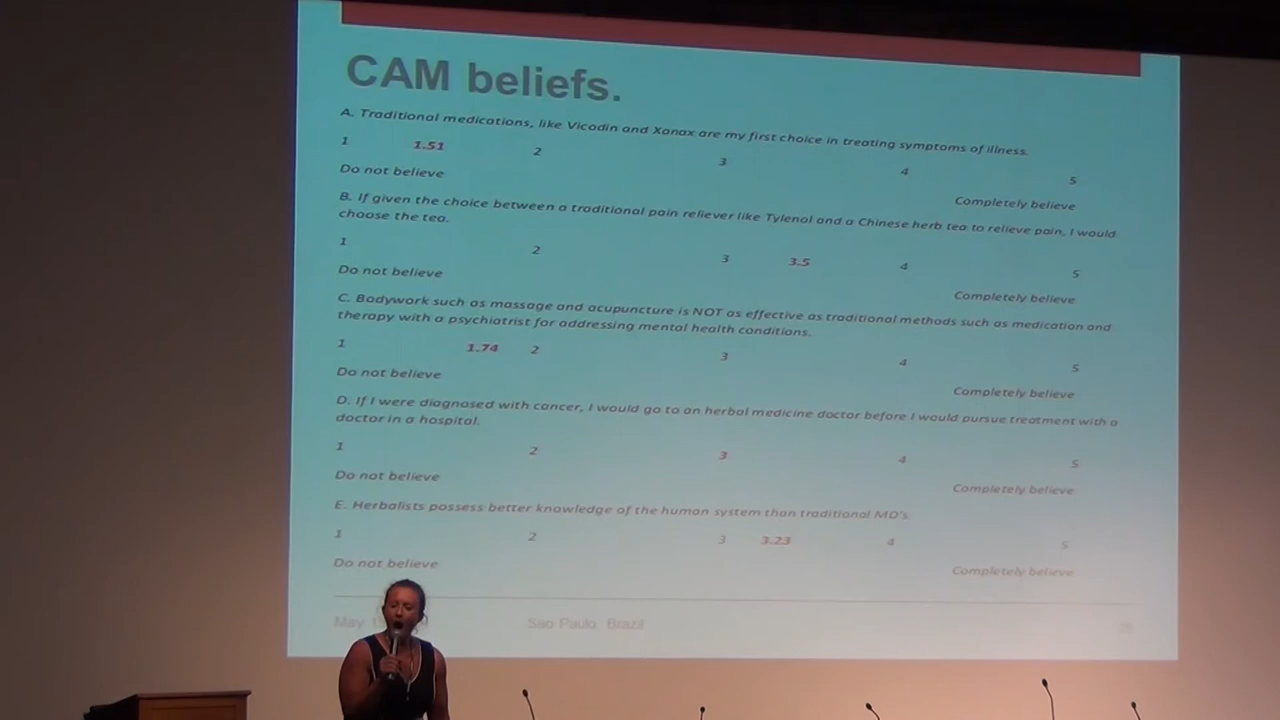 CAM beliefs.
A. Traditional medications, like Vicodin and Xanax are my first choice in treating symptoms of illness.
1 1.51 2 3 4 5
Do not believe Completely believe
B. If given the choice between a traditional pain reliever like Tylenol and a Chinese herb tea to relieve pain, I would
choose the tea.
1 2 3 3.5 4 5
Do not believe Completely believe
C. Bodywork such as massage and acupuncture is NOT as effective as traditional methods such as medication and
therapy with a psychiatrist for addressing mental health conditions.
1 1.74 2 3 4 5
Do not believe Completely believe
D. If I were diagnosed with cancer, I would go to an herbal medicine doctor before I would pursue treatment with a
doctor in a hospital.
1 2 3 4 5
Do not believe Completely believe
E. Herbalists possess better knowledge of the human system than traditional MD's.
1 2 3 3.23 4 5
Do not believe Completely believe
May Sao Paulo, Brazil